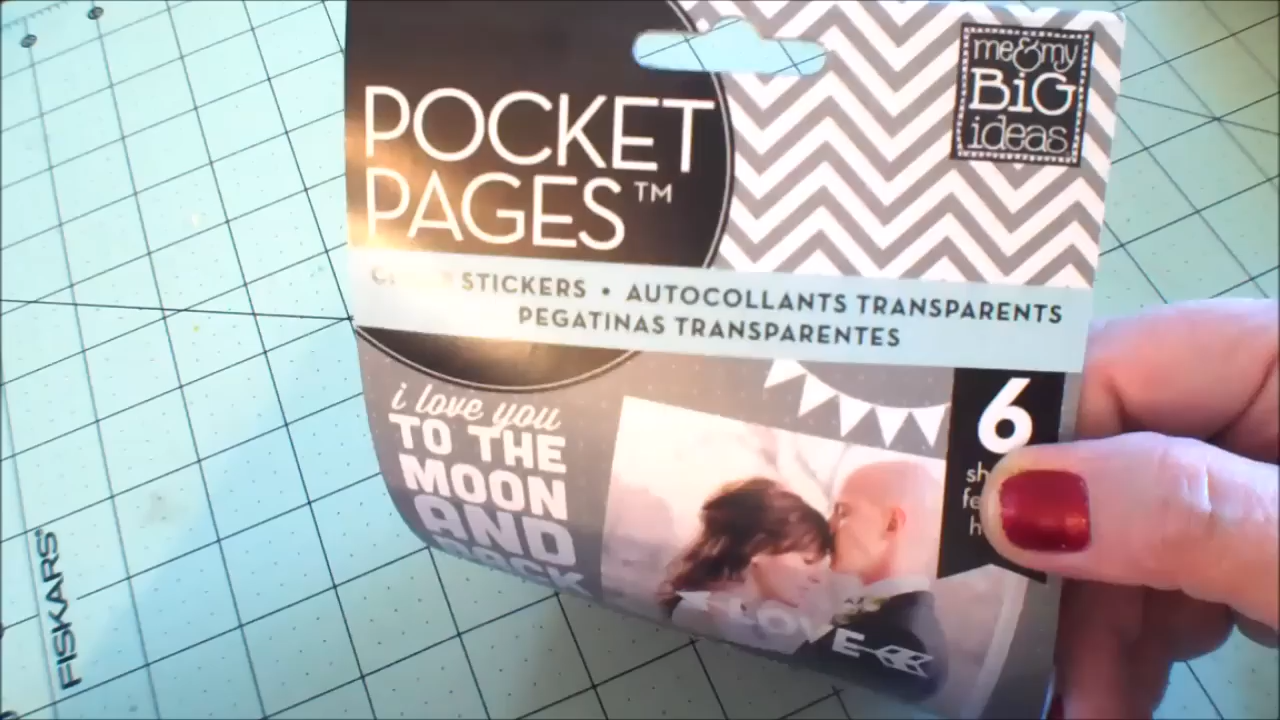 POCKET
PAGES™
me&my
BiG
ideas
STICKERS • AUTOCOLLANTS TRANSPARENTS
PEGATINAS TRANSPARENTES
i love you
TO THE
MOON
AND
BACK
6
LOVE
FISKARS®